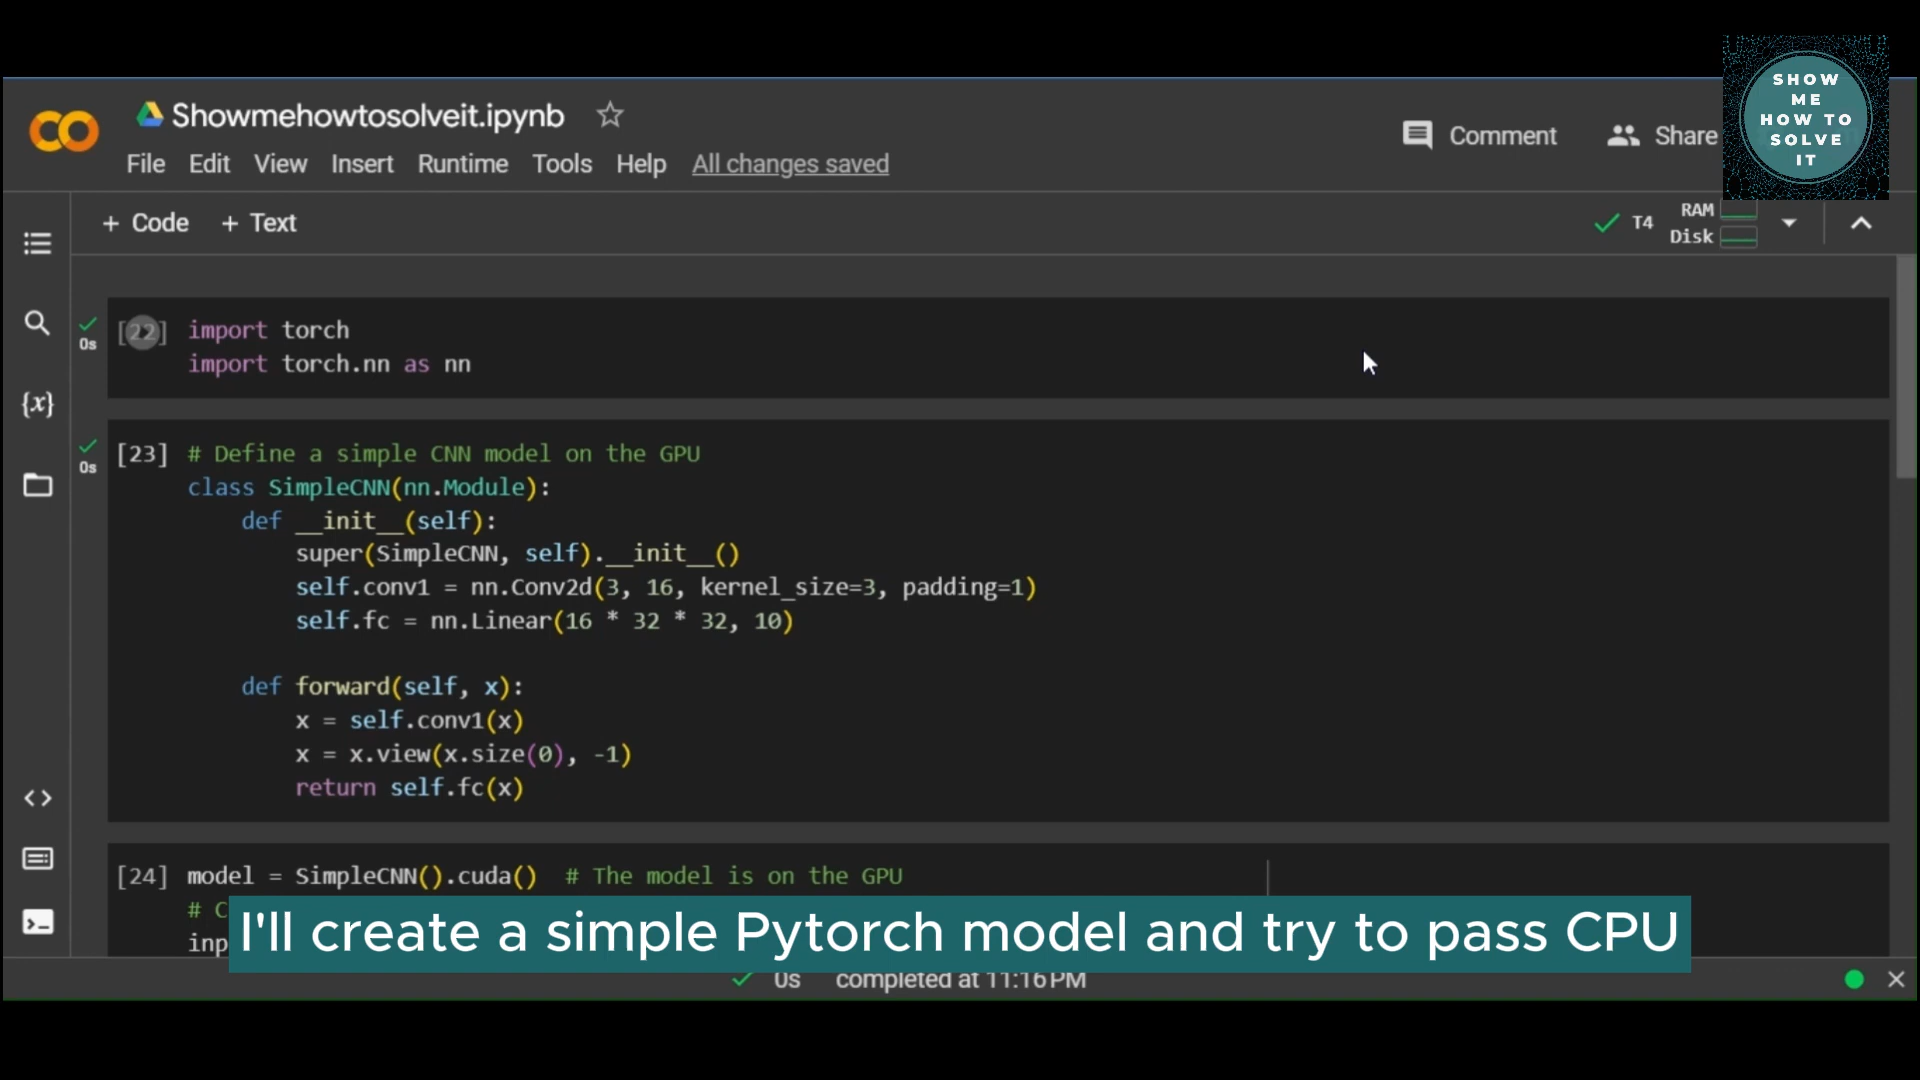 SHOW
ME
HOW TO
SOLVE
IT
Showmehowtosolveit.ipynb
Comment
Share
File Edit View Insert Runtime Tools Help All changes saved
+ Code + Text
T4
RAM
Disk
{x}
0s
[22] import torch
import torch.nn as nn
0s
[23] # Define a simple CNN model on the GPU
class SimpleCNN(nn.Module):
def __init__(self):
super(SimpleCNN, self).__init__()
self.conv1 = nn.Conv2d(3, 16, kernel_size=3, padding=1)
self.fc = nn.Linear(16 * 32 * 32, 10)
def forward(self, x):
x = self.conv1(x)
x = x.view(x.size(0), -1)
return self.fc(x)
[24] model = SimpleCNN().cuda() # The model is on the GPU
# C
inp
I'll create a simple Pytorch model and try to pass CPU
0s completed at 11:16 PM